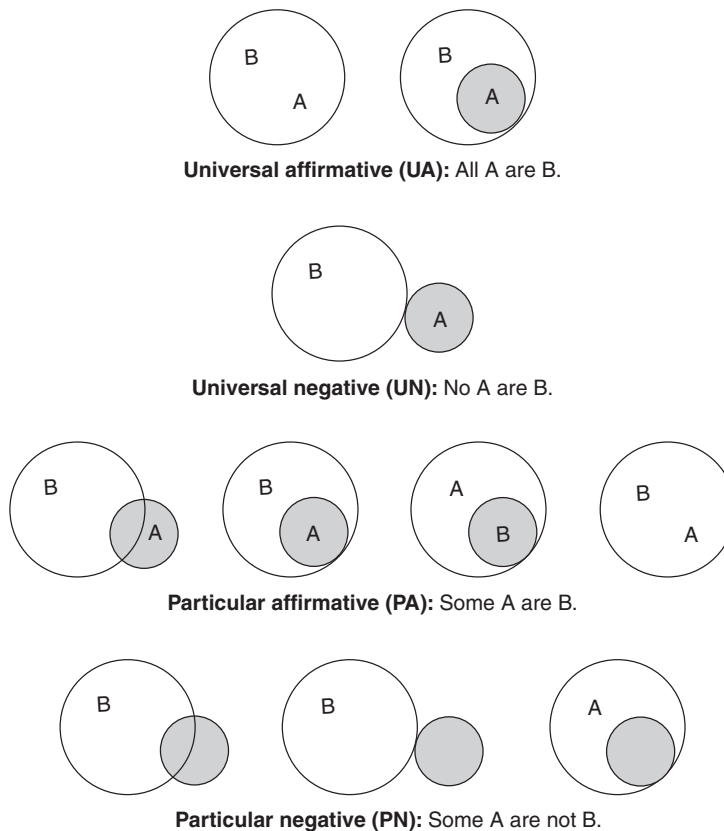 B
A
B
A
Universal affirmative (UA): All A are B.
B
A
Universal negative (UN): No A are B.
B
A
B
A
A
B
B
A
Particular affirmative (PA): Some A are B.
B
B
A
Particular negative (PN): Some A are not B.